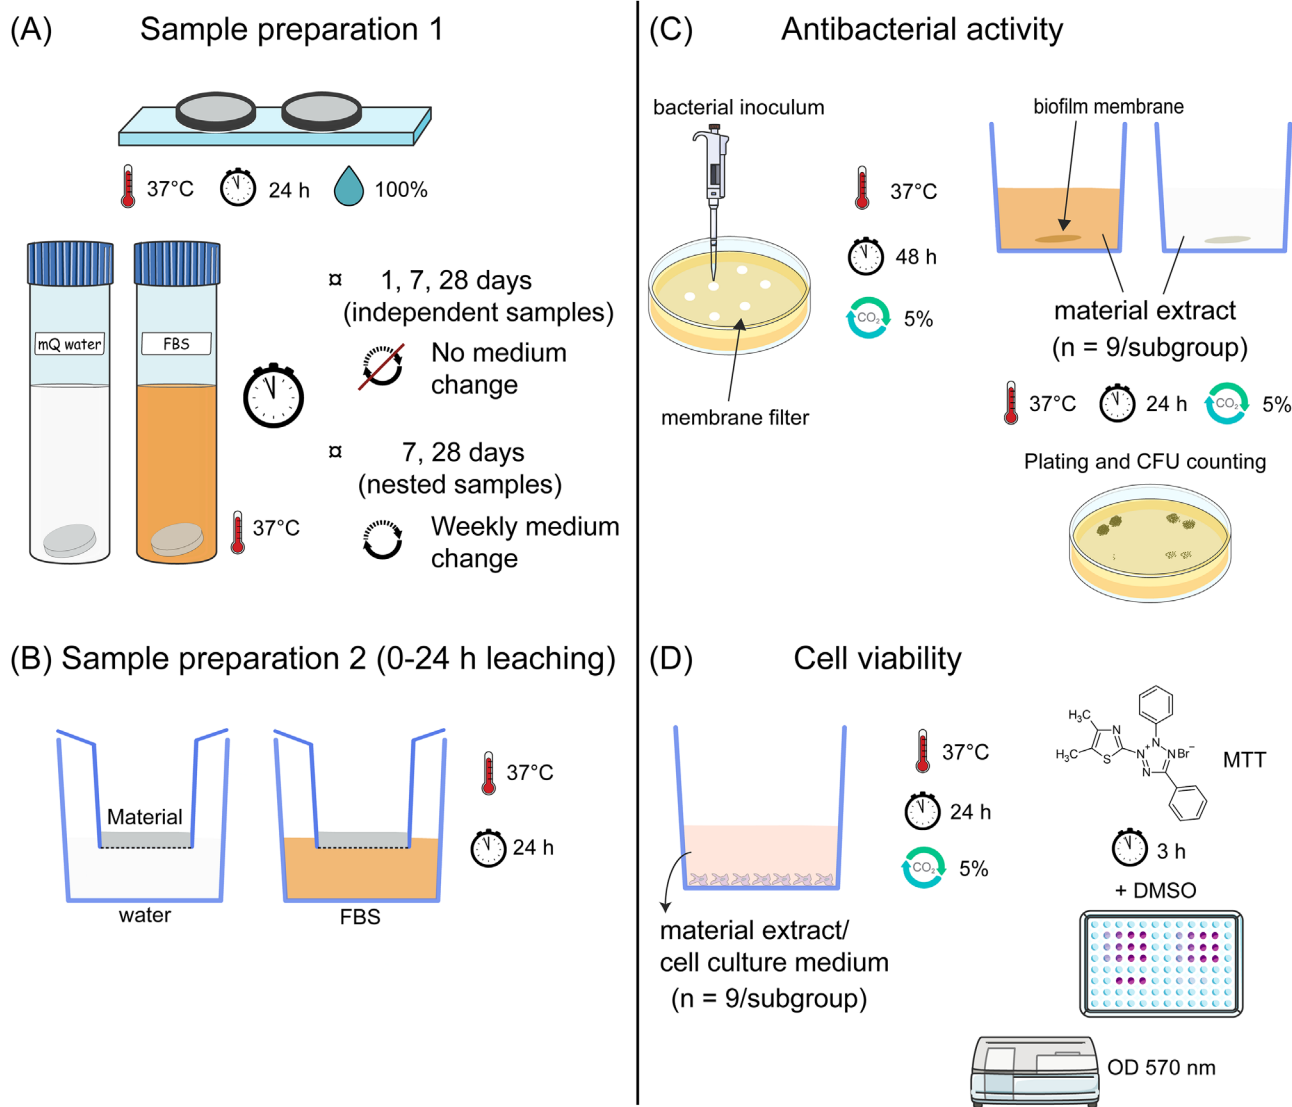 (A) Sample preparation 1
37°C 24 h 100%
mQ water FBS
¤ 1, 7, 28 days
(independent samples)
No medium
change
¤ 7, 28 days
(nested samples)
Weekly medium
change
37°C
(B) Sample preparation 2 (0-24 h leaching)
Material
37°C
24 h
water
FBS
(C) Antibacterial activity
bacterial inoculum
37°C
48 h
CO₂ 5%
membrane filter
biofilm membrane
material extract
(n = 9/subgroup)
37°C 24 h CO₂ 5%
Plating and CFU counting
(D) Cell viability
37°C
24 h
CO₂ 5%
material extract/
cell culture medium
(n = 9/subgroup)
H₃C
H₃C
N
S
N
N⁺
N
N
Br⁻
MTT
3 h
+ DMSO
OD 570 nm